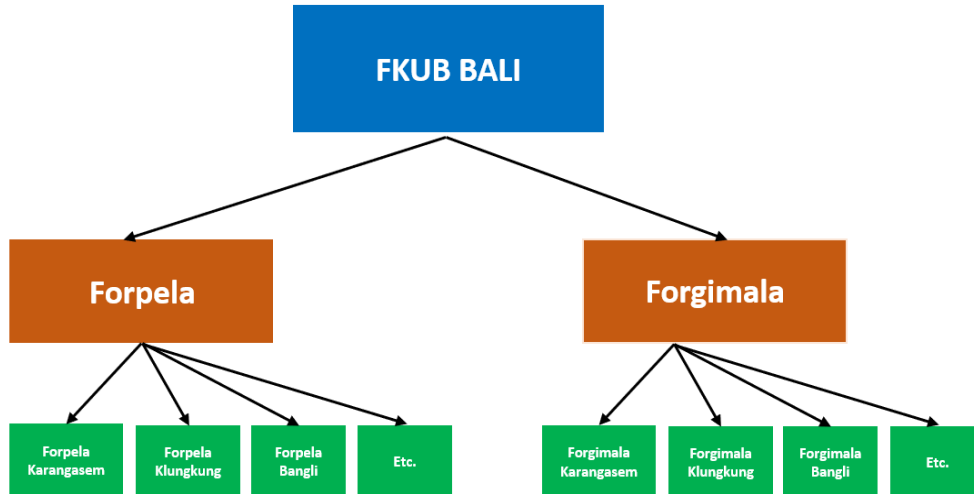 FKUB BALI
Forpela
Forgimala
Forpela
Karangasem
Forpela
Klungkung
Forpela
Bangli
Etc.
Forgimala
Karangasem
Forgimala
Klungkung
Forgimala
Bangli
Etc.